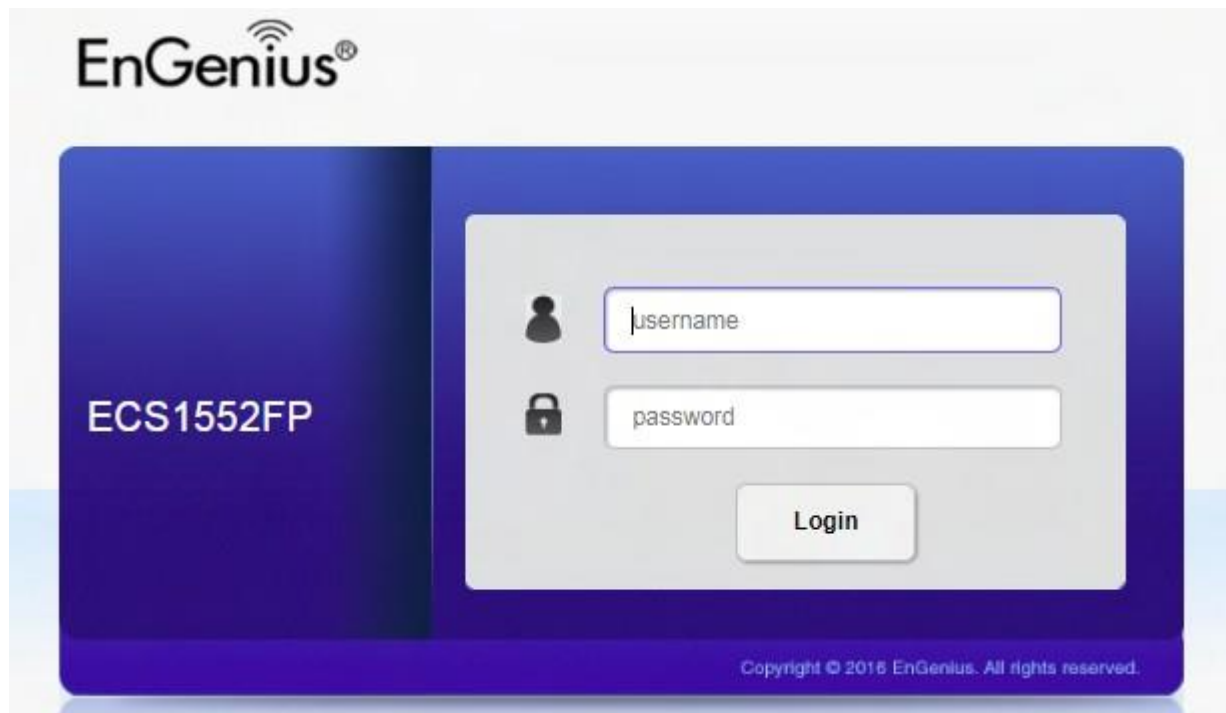 EnGenius®
ECS1552FP
username
password
Login
Copyright © 2016 EnGenius. All rights reserved.